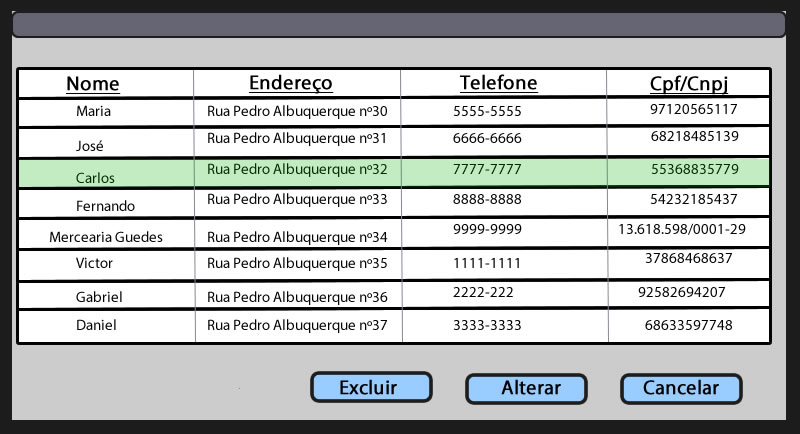 Nome Endereço Telefone Cpf/Cnpj
Maria Rua Pedro Albuquerque nº30 5555-5555 97120565117
José Rua Pedro Albuquerque nº31 6666-6666 68218485139
Carlos Rua Pedro Albuquerque nº32 7777-7777 55368835779
Fernando Rua Pedro Albuquerque nº33 8888-8888 54232185437
Mercearia Guedes Rua Pedro Albuquerque nº34 9999-9999 13.618.598/0001-29
Victor Rua Pedro Albuquerque nº35 1111-1111 37868468637
Gabriel Rua Pedro Albuquerque nº36 2222-222 92582694207
Daniel Rua Pedro Albuquerque nº37 3333-3333 68633597748
Excluir Alterar Cancelar